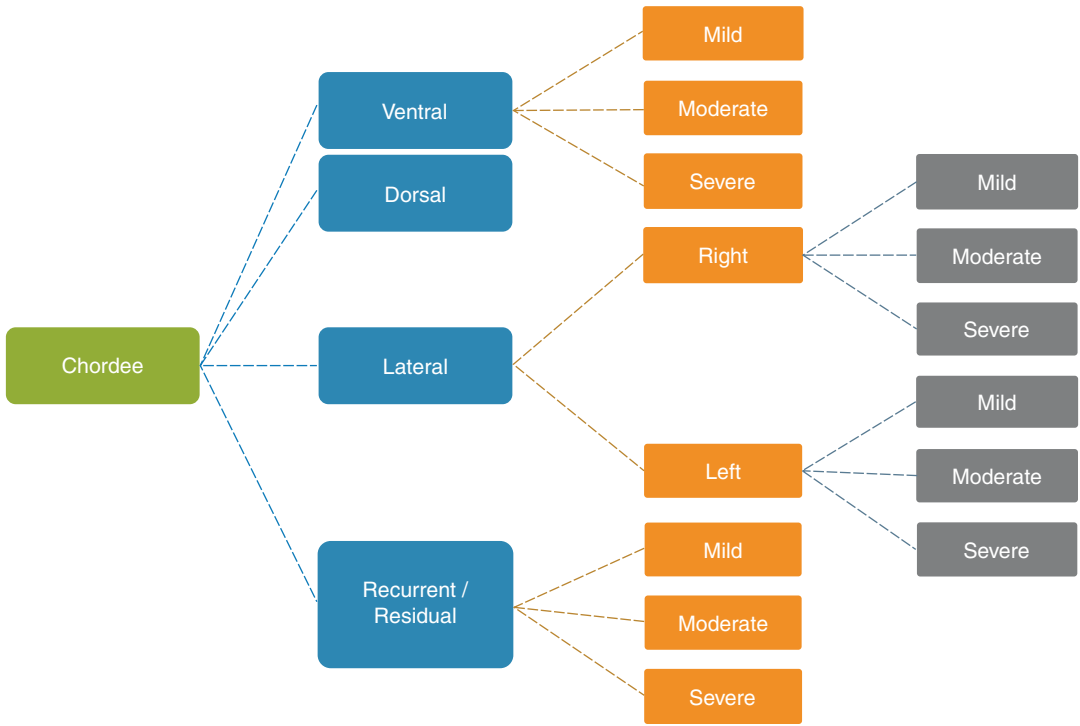 Chordee
Ventral
Dorsal
Lateral
Recurrent /
Residual
Mild
Moderate
Severe
Right
Left
Mild
Moderate
Severe
Mild
Moderate
Severe
Mild
Moderate
Severe